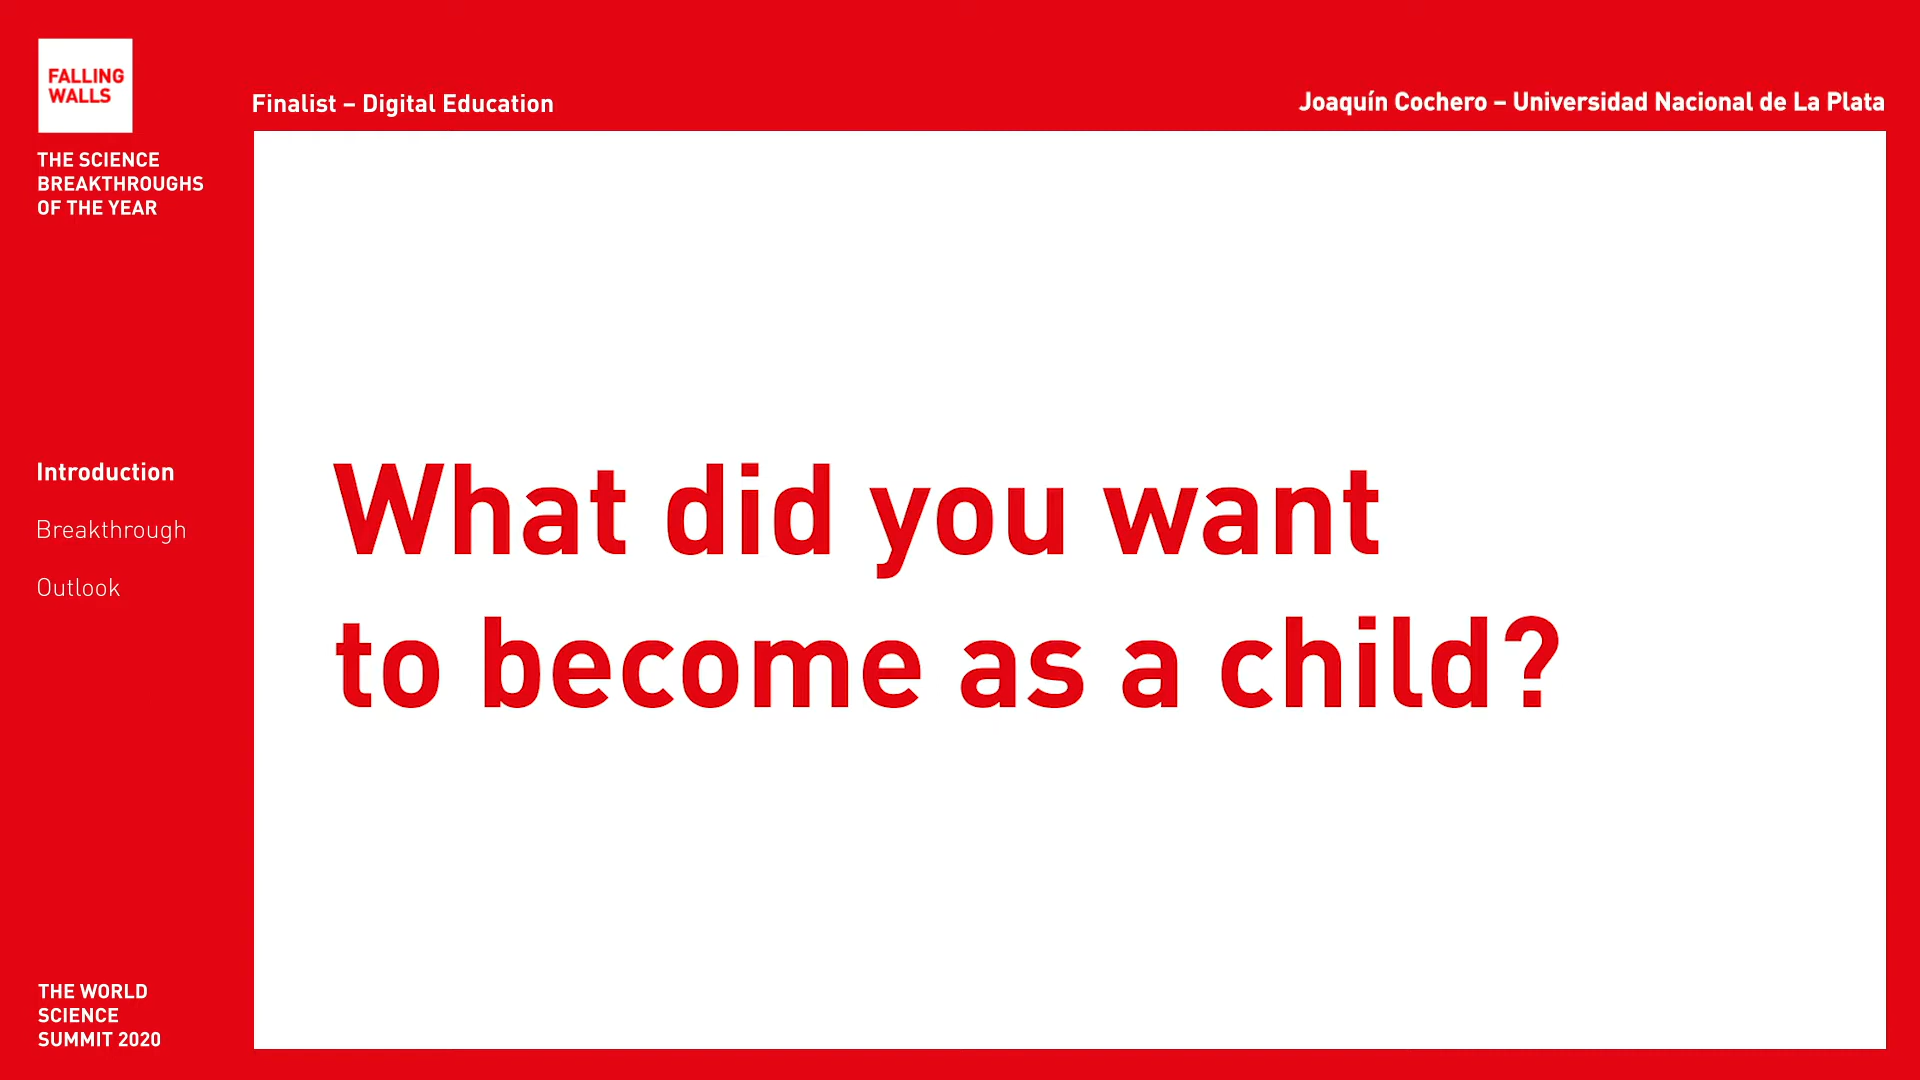 FALLING
WALLS
THE SCIENCE
BREAKTHROUGHS
OF THE YEAR
Finalist – Digital Education
Joaquín Cochero – Universidad Nacional de La Plata
Introduction
Breakthrough
Outlook
What did you want
to become as a child?
THE WORLD
SCIENCE
SUMMIT 2020